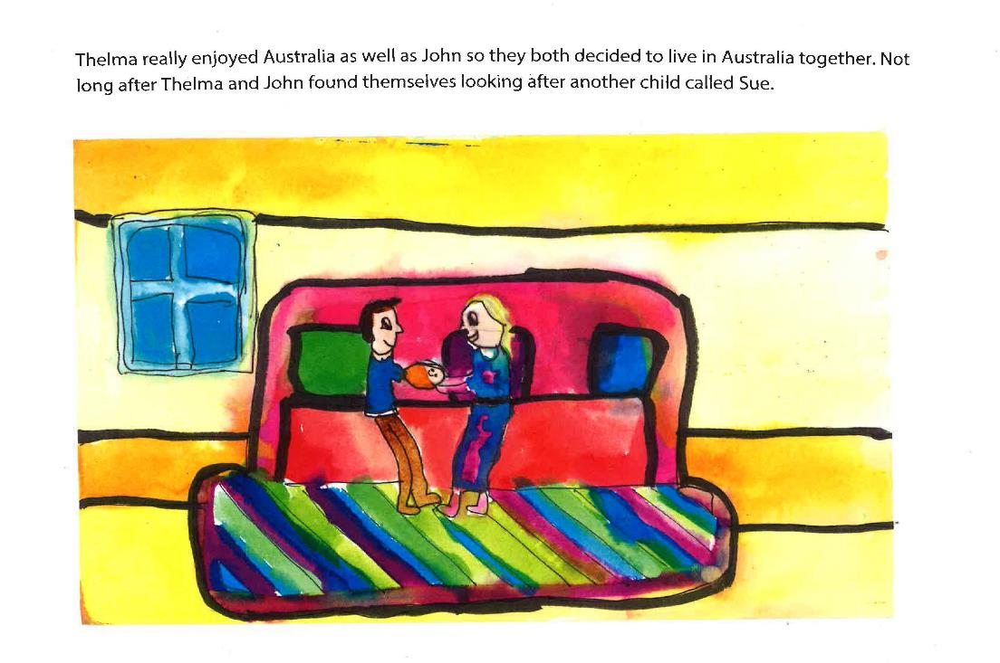 Thelma really enjoyed Australia as well as John so they both decided to live in Australia together. Not
long after Thelma and John found themselves looking after another child called Sue.